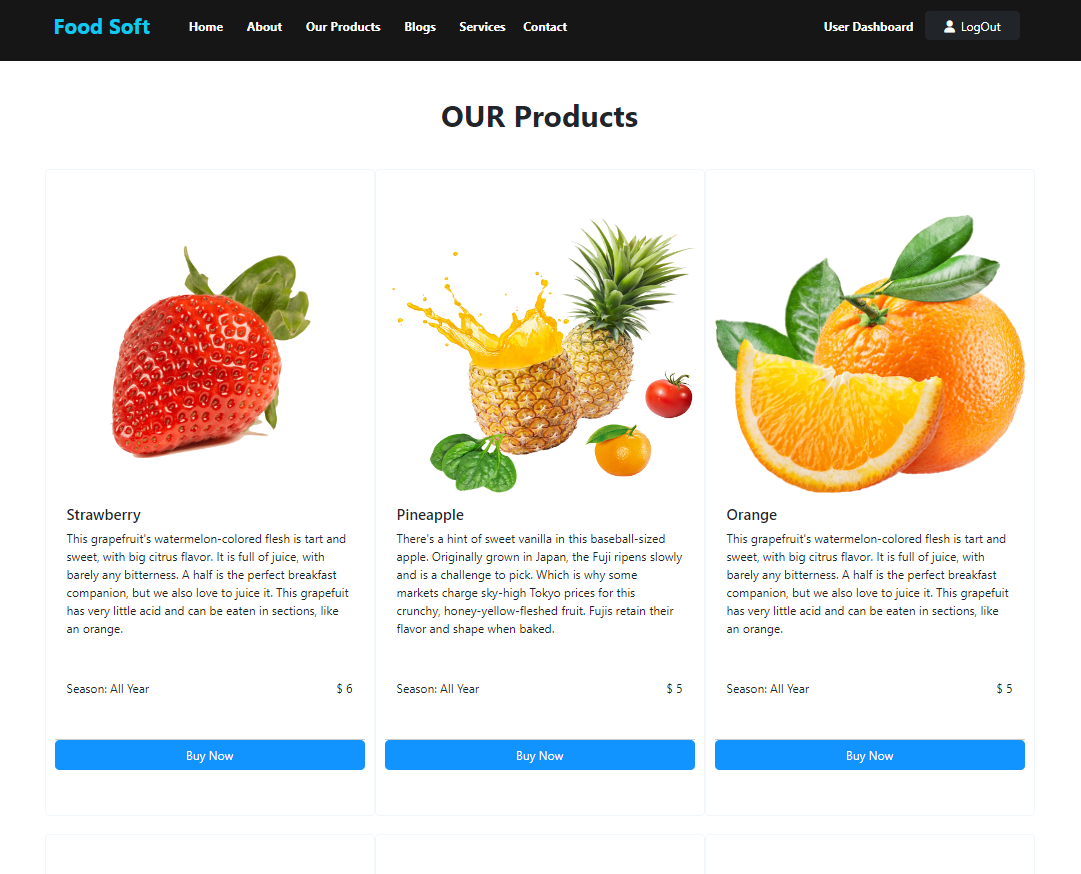 Food Soft Home About Our Products Blogs Services Contact User Dashboard LogOut
OUR Products
Strawberry
This grapefruit's watermelon-colored flesh is tart and
sweet, with big citrus flavor. It is full of juice, with
barely any bitterness. A half is the perfect breakfast
companion, but we also love to juice it. This grapefuit
has very little acid and can be eaten in sections, like
an orange.
Season: All Year $ 6
Buy Now
Pineapple
There's a hint of sweet vanilla in this baseball-sized
apple. Originally grown in Japan, the Fuji ripens slowly
and is a challenge to pick. Which is why some
markets charge sky-high Tokyo prices for this
crunchy, honey-yellow-fleshed fruit. Fujis retain their
flavor and shape when baked.
Season: All Year $ 5
Buy Now
Orange
This grapefruit's watermelon-colored flesh is tart and
sweet, with big citrus flavor. It is full of juice, with
barely any bitterness. A half is the perfect breakfast
companion, but we also love to juice it. This grapefuit
has very little acid and can be eaten in sections, like
an orange.
Season: All Year $ 5
Buy Now